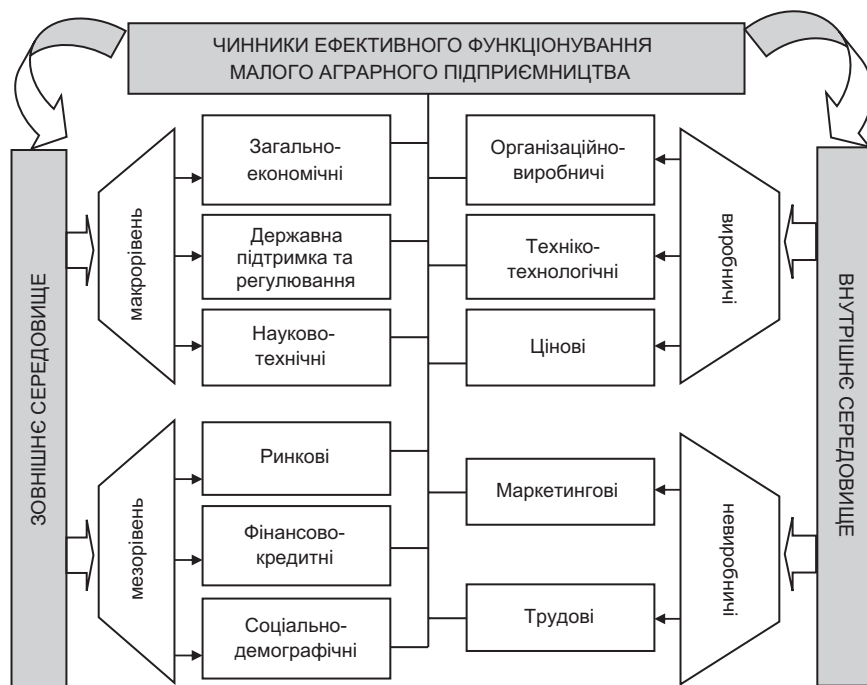 ЧИННИКИ ЕФЕКТИВНОГО ФУНКЦІОНУВАННЯ
МАЛОГО АГРАРНОГО ПІДПРИЄМНИЦТВА
ЗОВНІШНЄ СЕРЕДОВИЩЕ
макрорівень
Загально-
економічні
Державна
підтримка та
регулювання
Науково-
технічні
мезорівень
Ринкові
Фінансово-
кредитні
Соціально-
демографічні
Організаційно-
виробничі
Техніко-
технологічні
Цінові
виробничі
Маркетингові
Трудові
невиробничі
ВНУТРІШНЄ СЕРЕДОВИЩЕ